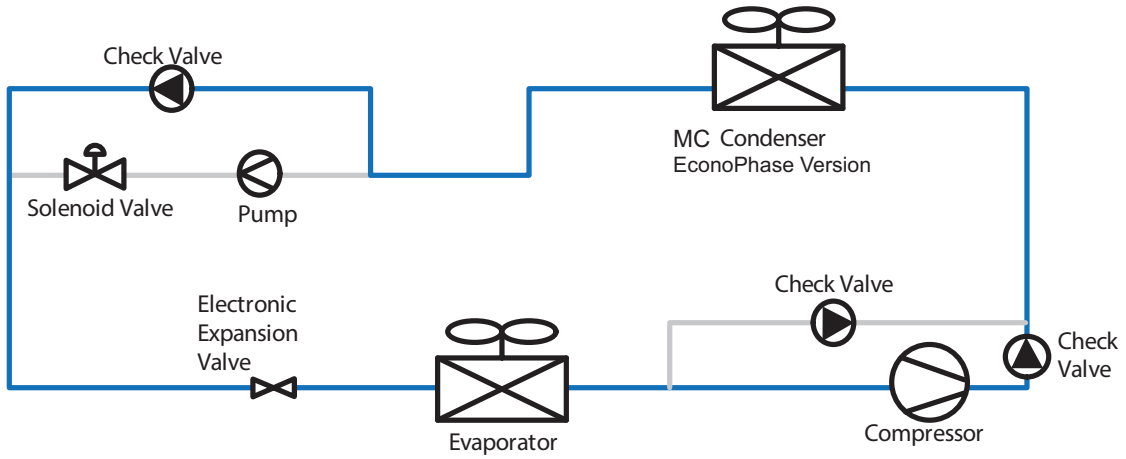 Check Valve
MC Condenser
EconoPhase Version
Solenoid Valve
Pump
Electronic
Expansion
Valve
Check Valve
Check
Valve
Evaporator
Compressor